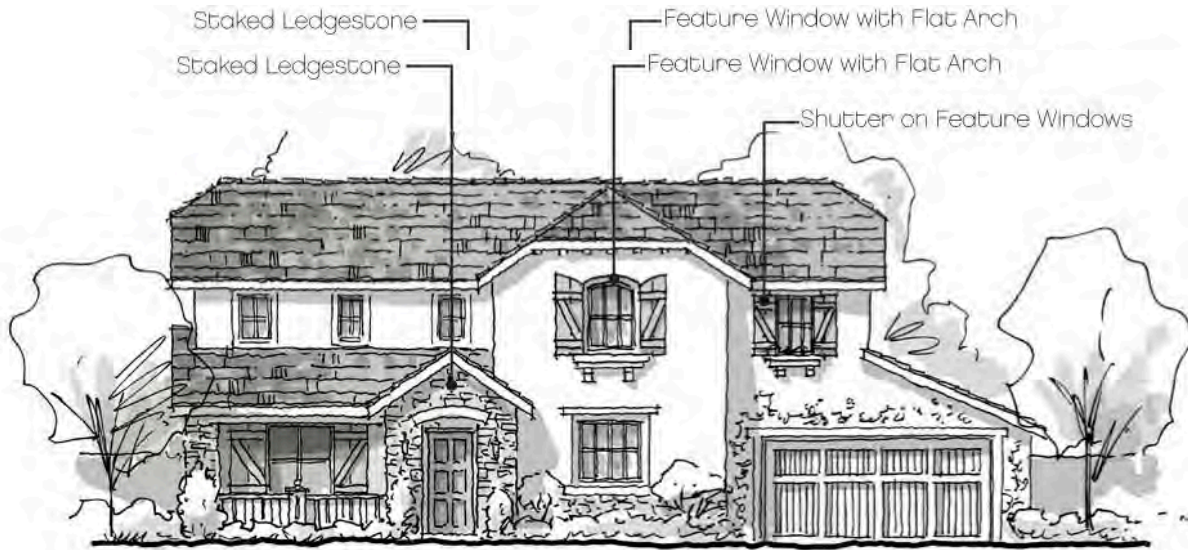 Staked Ledgestone
Feature Window with Flat Arch
Staked Ledgestone
Feature Window with Flat Arch
Shutter on Feature Windows